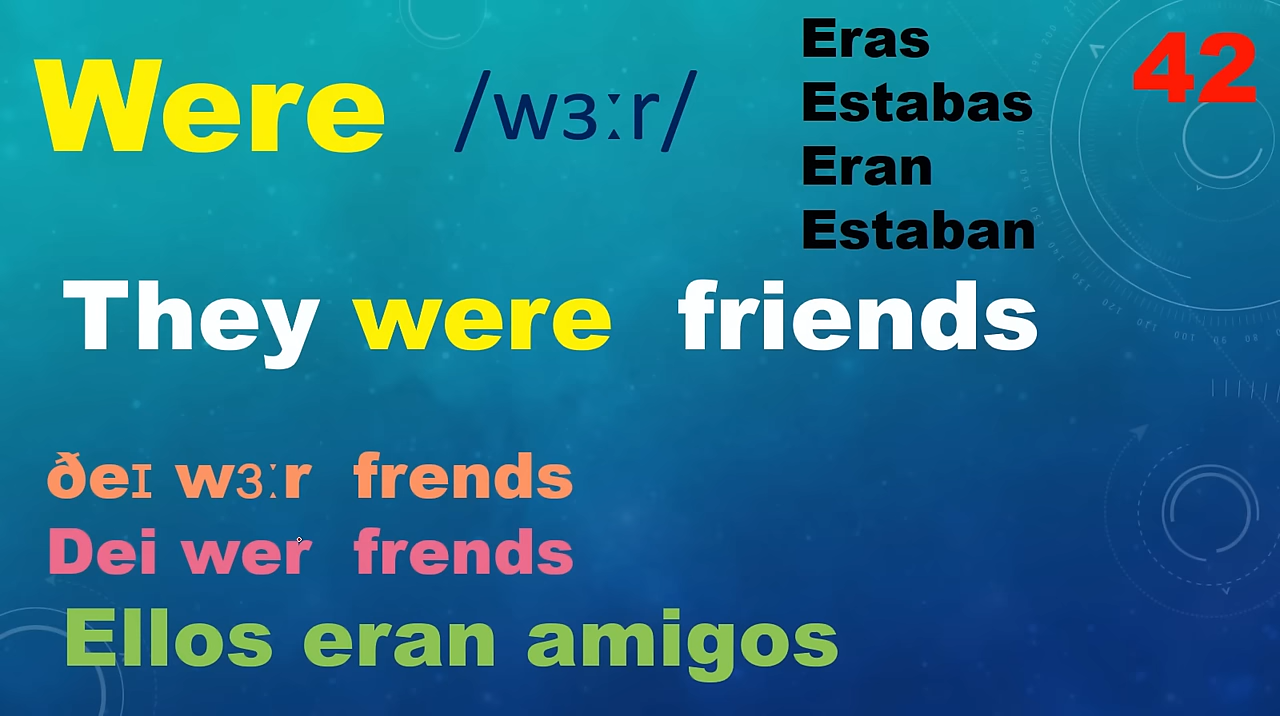 Were /wɜːr/
Eras
Estabas
Eran
Estaban
42
They were friends
ðeɪ wɜːr frends
Dei wer frends
Ellos eran amigos